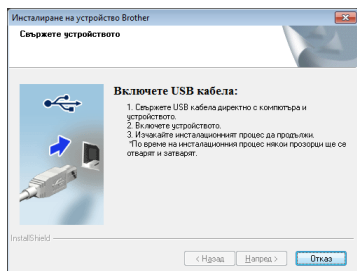 Инсталиране на устройство Brother
Свържете устройството
Включете USB кабела:
1. Свържете USB кабела директно с компютъра и
устройството.
2. Включете устройството.
3. Изчакайте инсталационният процес да продължи.
*По време на инсталационния процес някои прозорци ще се
отварят и затварят.
InstallShield
< Назад
Напред >
Отказ